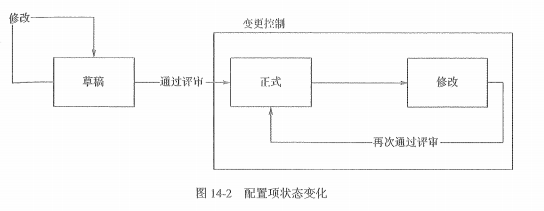 修改
变更控制
草稿
通过评审
正式
修改
再次通过评审
图 14-2 配置项状态变化